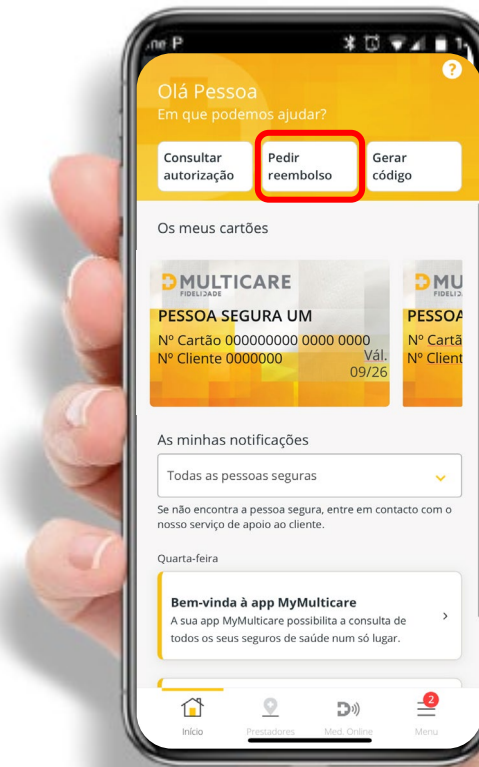 ne P
1
?
Olá Pessoa
Em que podemos ajudar?
Consultar autorização
Pedir reembolso
Gerar código
Os meus cartões
MULTICARE
FIDELIDADE
PESSOA SEGURA UM
Nº Cartão 000000000 0000 0000
Nº Cliente 0000000
Vál.
09/26
MU
FIDELID
PESSOA
Nº Cartã
Nº Client
As minhas notificações
Todas as pessoas seguras
Se não encontra a pessoa segura, entre em contacto com o
nosso serviço de apoio ao cliente.
Quarta-feira
Bem-vinda à app MyMulticare
A sua app MyMulticare possibilita a consulta de
todos os seus seguros de saúde num só lugar.
2
Início
Prestadores
Med. Online
Menu